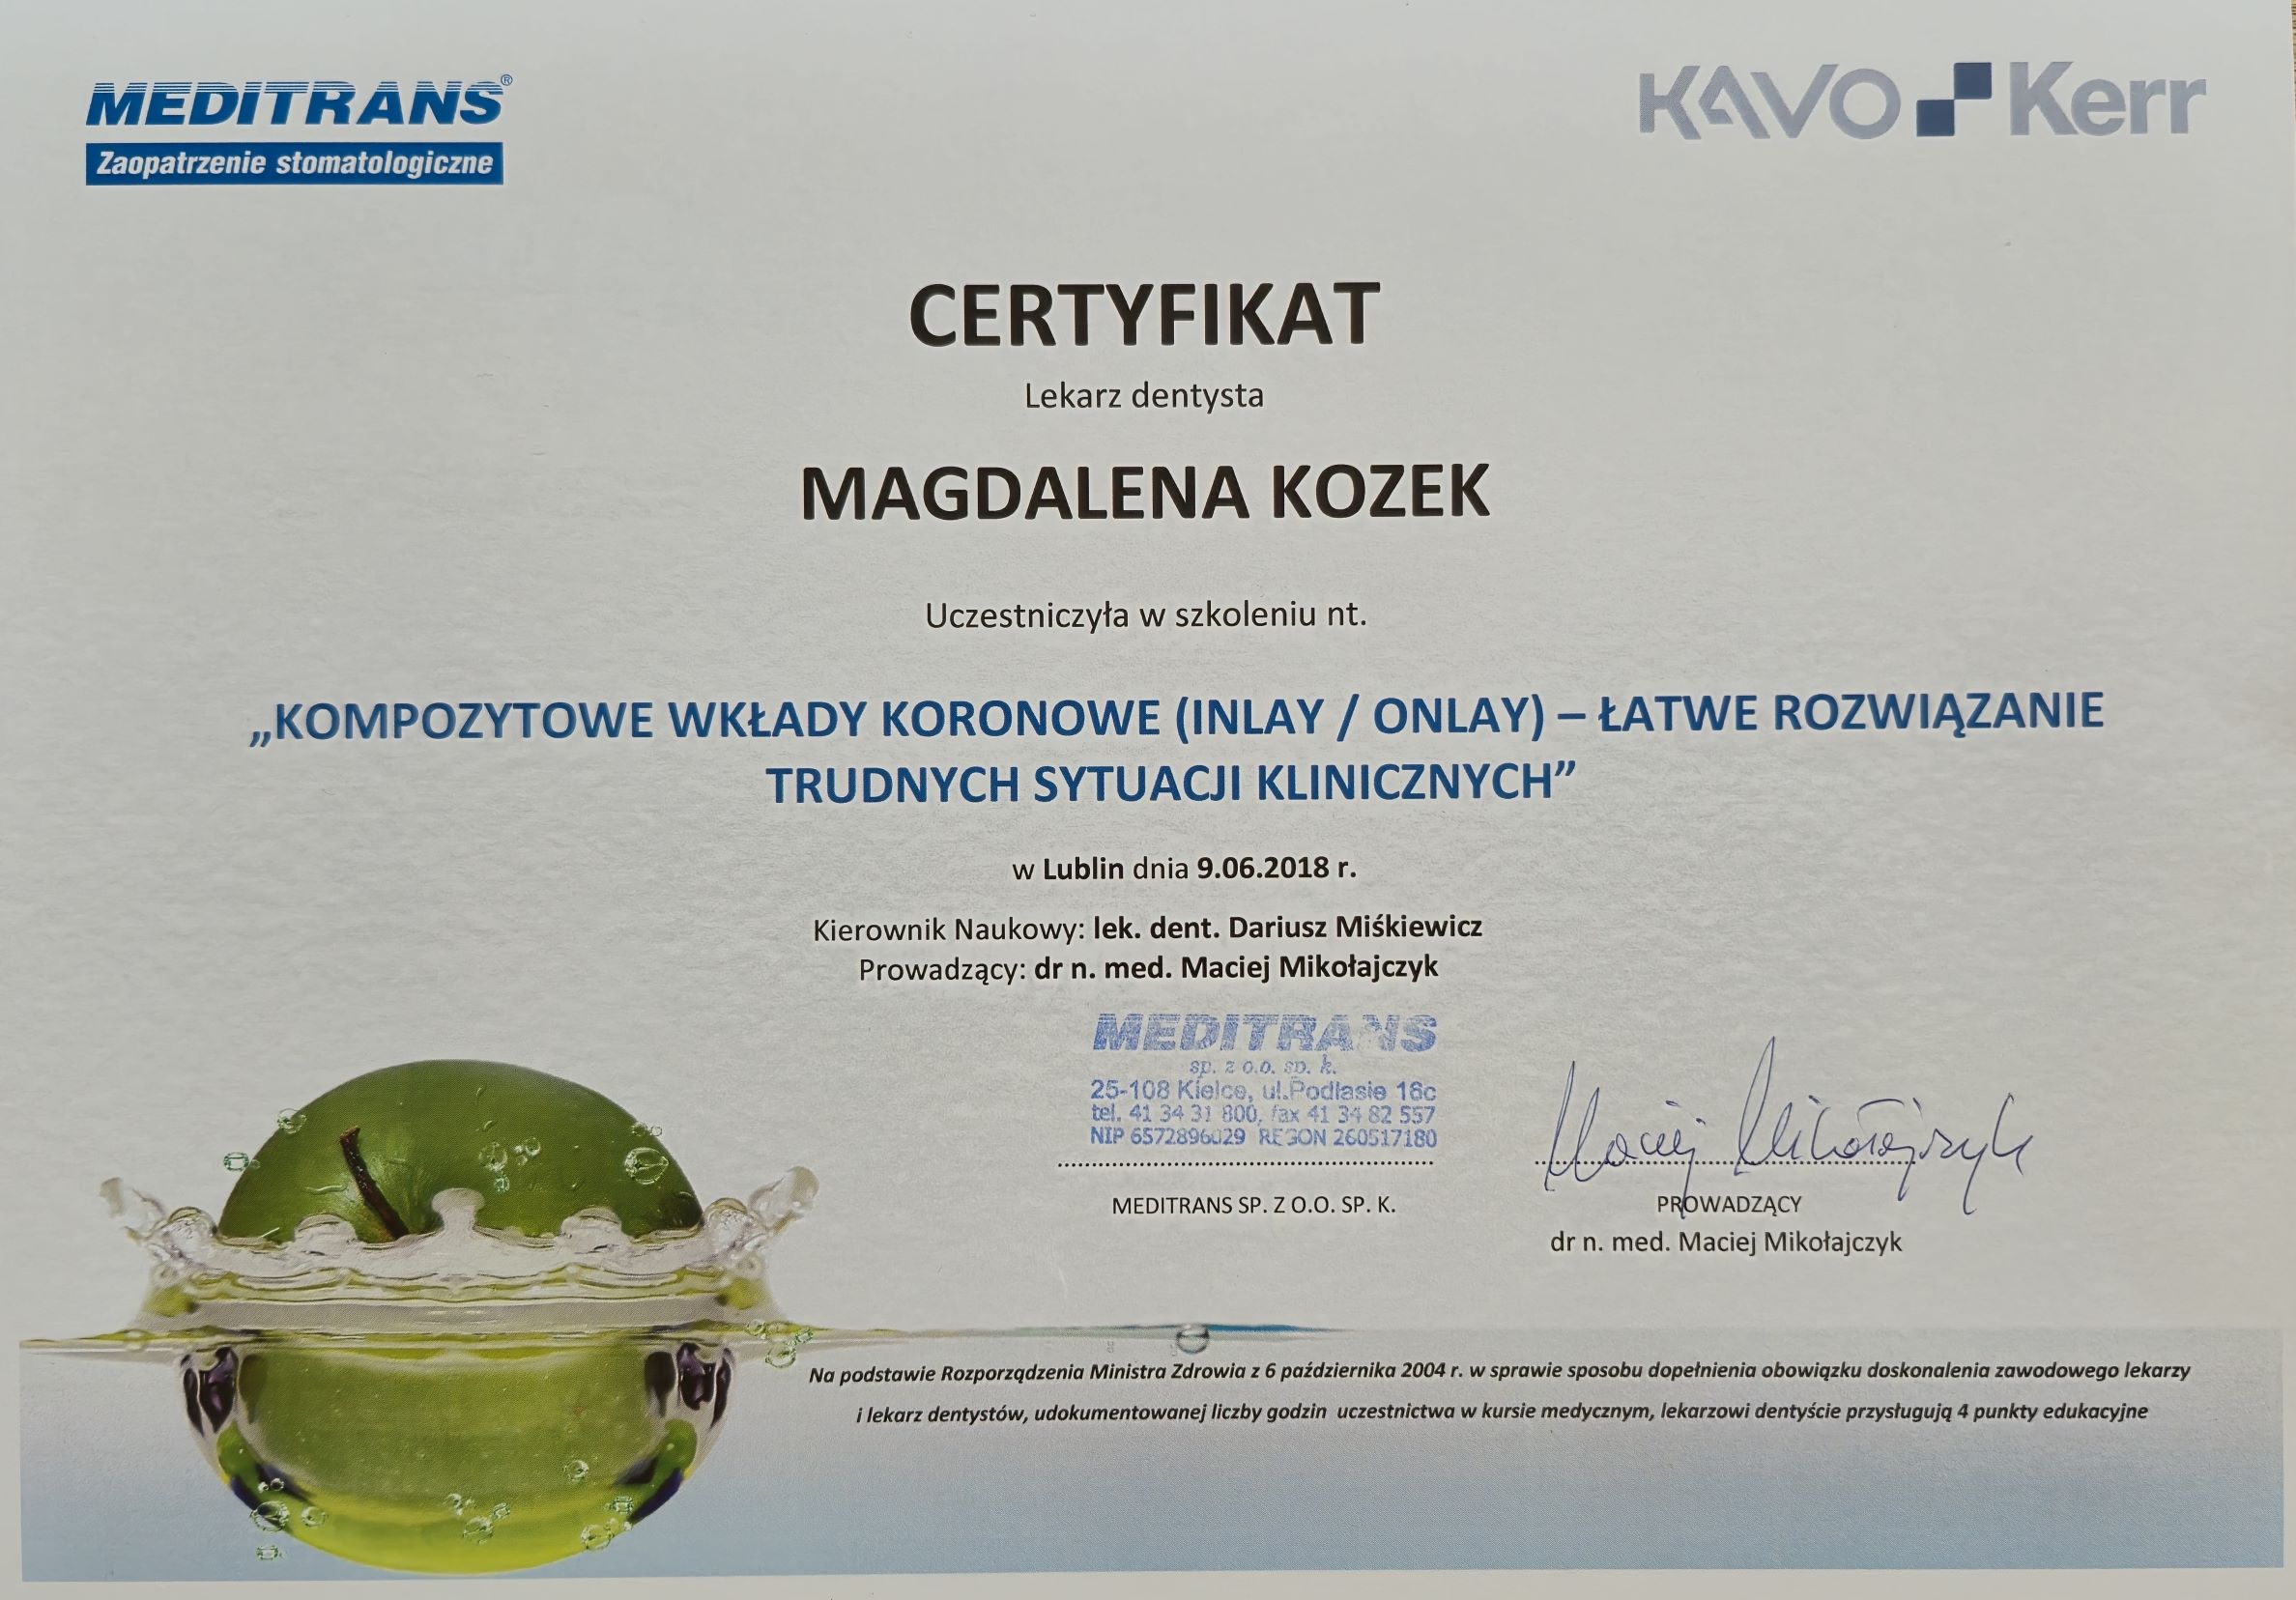 MEDITRANS®
Zaopatrzenie stomatologiczne
KAVO Kerr
CERTYFIKAT
Lekarz dentysta
MAGDALENA KOZEK
Uczestniczyła w szkoleniu nt.
„KOMPOZYTOWE WKŁADY KORONOWE (INLAY / ONLAY) – ŁATWE ROZWIĄZANIE
TRUDNYCH SYTUACJI KLINICZNYCH”
w Lublin dnia 9.06.2018 r.
Kierownik Naukowy: lek. dent. Dariusz Miśkiewicz
Prowadzący: dr n. med. Maciej Mikołajczyk
MEDITRANS
sp. z o.o. sp. k.
25-108 Kielce, ul.Podlasie 16c
tel. 41 34 31 800, fax 41 34 82 557
NIP 6572896029 REGON 260517180
MEDITRANS SP. Z O.O. SP. K.
Maciej Mikołajczyk
PROWADZĄCY
dr n. med. Maciej Mikołajczyk
Na podstawie Rozporządzenia Ministra Zdrowia z 6 października 2004 r. w sprawie sposobu dopełnienia obowiązku doskonalenia zawodowego lekarzy
i lekarz dentystów, udokumentowanej liczby godzin uczestnictwa w kursie medycznym, lekarzowi dentyście przysługują 4 punkty edukacyjne